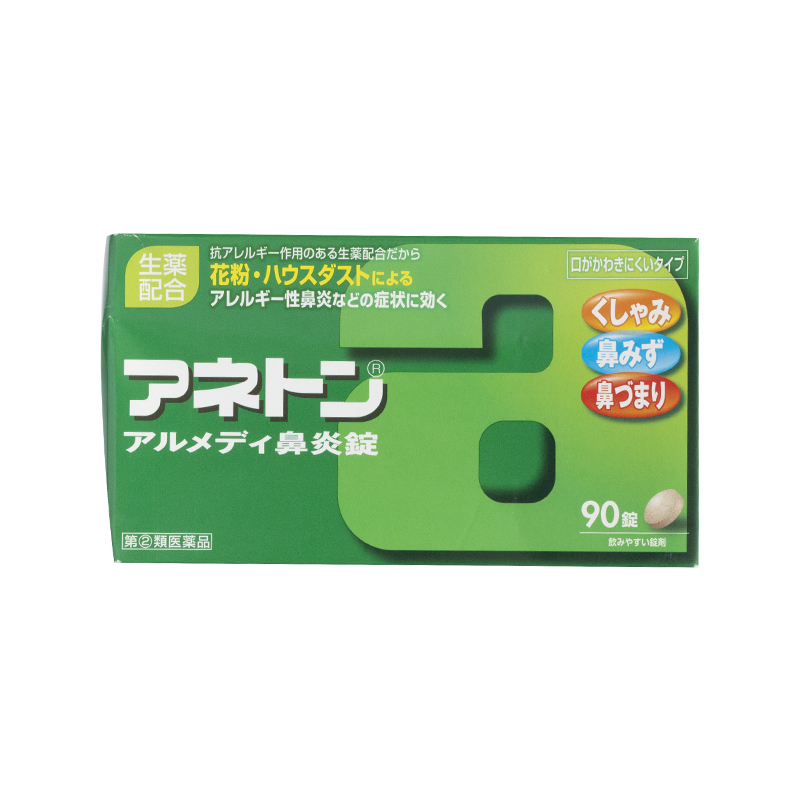 生薬
配合
抗アレルギー作用のある生薬配合だから
花粉・ハウスダストによる
アレルギー性鼻炎などの症状に効く
口がかわきにくいタイプ
くしゃみ
鼻みず
鼻づまり
アネトン®
アルメディ鼻炎錠
90錠
飲みやすい錠剤
指②類医薬品